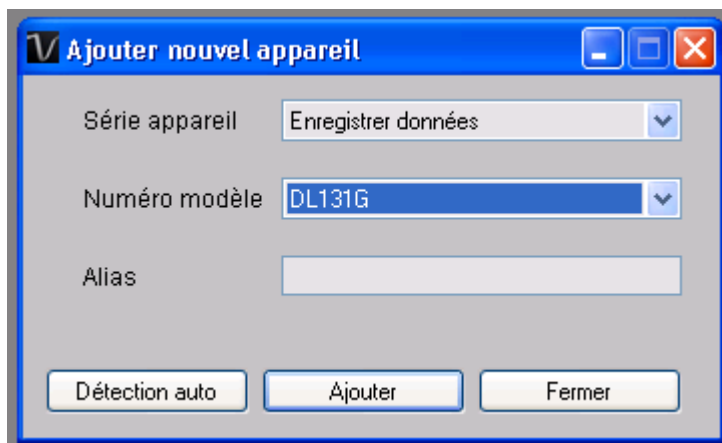 Ajouter nouvel appareil
Série appareil Enregistrer données
Numéro modèle DL131G
Alias
Détection auto Ajouter Fermer